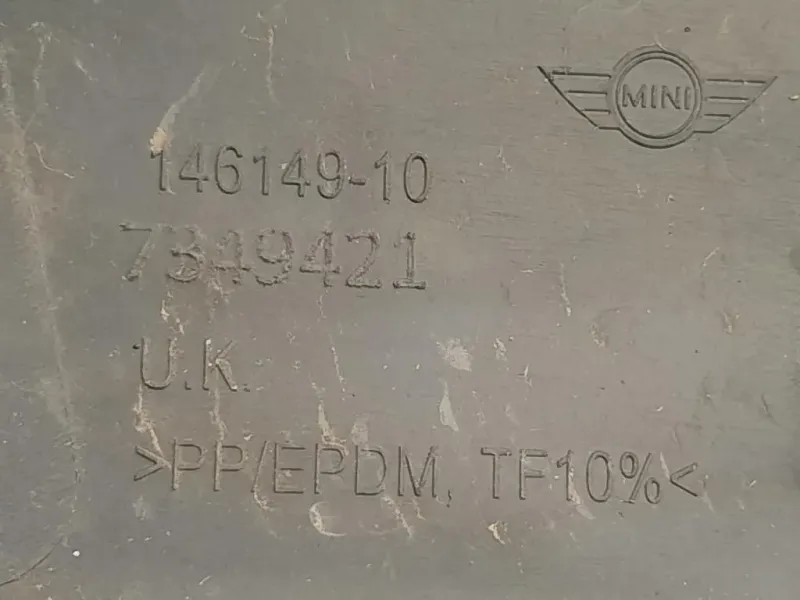 MINI
146149-10
7349421
U.K.
>PP/EPDM, TF10%<